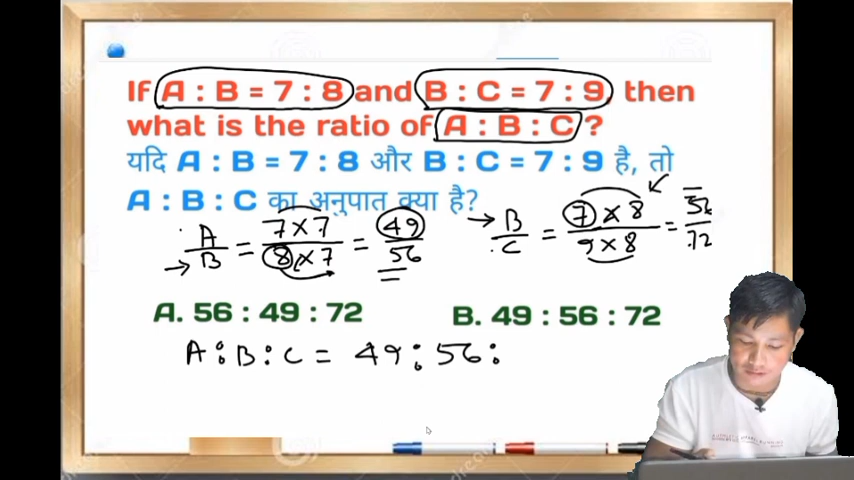 If A : B = 7 : 8 and B : C = 7 : 9, then
what is the ratio of A : B : C ?
यदि A : B = 7 : 8 और B : C = 7 : 9 है, तो
A : B : C का अनुपात क्या है?
A/B = 7×7/8×7 = 49/56
B/C = 7×8/9×8 = 56/72
A. 56 : 49 : 72
B. 49 : 56 : 72
A : B : C = 49 : 56 :